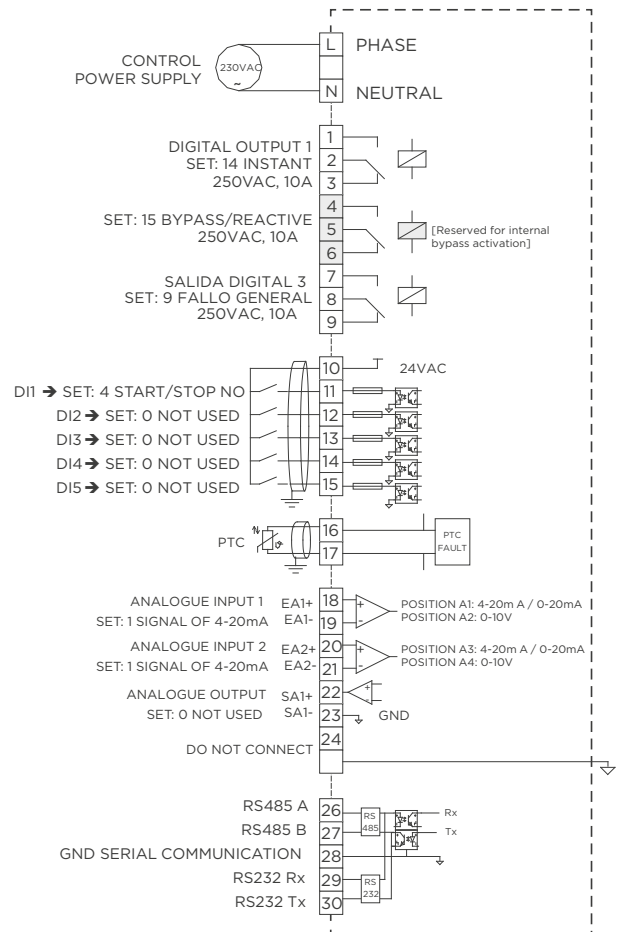 L PHASE
CONTROL
POWER SUPPLY
230VAC
~
N NEUTRAL
1
DIGITAL OUTPUT 1
SET: 14 INSTANT
250VAC, 10A
2
3
4
SET: 15 BYPASS/REACTIVE
250VAC, 10A
5
6
[Reserved for internal
bypass activation]
7
SALIDA DIGITAL 3
SET: 9 FALLO GENERAL
250VAC, 10A
8
9
10 24VAC
DI1 ➔ SET: 4 START/STOP NO 11
DI2 ➔ SET: 0 NOT USED 12
DI3 ➔ SET: 0 NOT USED 13
DI4 ➔ SET: 0 NOT USED 14
DI5 ➔ SET: 0 NOT USED 15
PTC
16
17
PTC
FAULT
ANALOGUE INPUT 1 EA1+ 18
SET: 1 SIGNAL OF 4-20mA EA1- 19
+
-
POSITION A1: 4-20m A / 0-20mA
POSITION A2: 0-10V
ANALOGUE INPUT 2 EA2+ 20
SET: 1 SIGNAL OF 4-20mA EA2- 21
+
-
POSITION A3: 4-20m A / 0-20mA
POSITION A4: 0-10V
ANALOGUE OUTPUT SA1+ 22
+
-
SET: 0 NOT USED SA1- 23 GND
24
DO NOT CONNECT
RS485 A 26
RS485 B 27
RS
485
Rx
Tx
GND SERIAL COMMUNICATION 28
RS232 Rx 29
RS232 Tx 30
RS
232